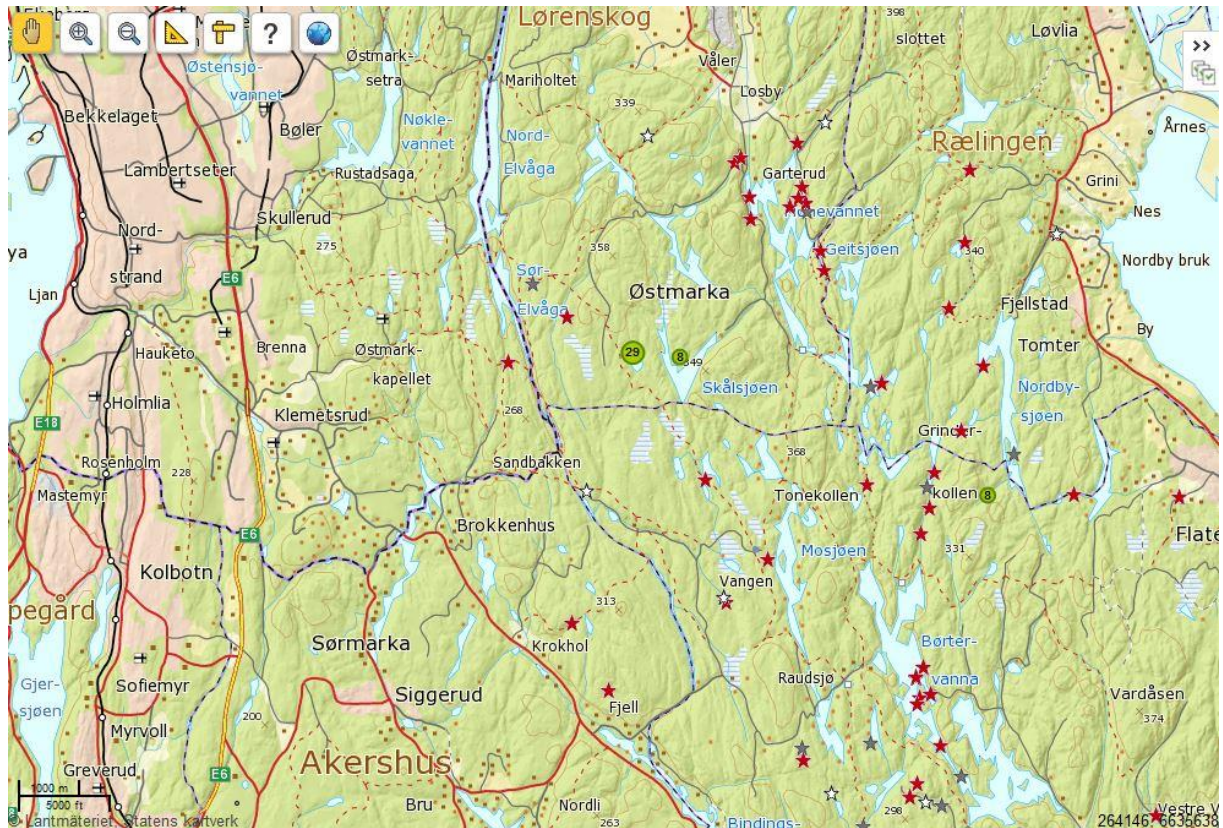 Lørenskog
398
slottet
Løvlia
?
Østmark-
setra
Mariholtet
Våler
Losby
Østensjø-
vannet
Bekkelaget
Bøler
Nøkle-
vannet
339
Årnes
Nord-
Elvåga
Rælingen
Lambertseter
Rustadsaga
Garterud
Grini
Skullerud
Nes
Nord-
strand
275
358
Geitsjøen
340
Nordby bruk
ya
E6
Sør-
Elvåga
Østmarka
Ljan
Fjellstad
By
Hauketo
Brenna
Østmark-
kapellet
29
8
349
Tomter
Skålsjøen
Nordby-
sjøen
Holmlia
Klemetsrud
268
E18
Grinder-
kollen
8
Rosenholm
228
Sandbakken
368
Mastemyr
Tonekollen
Brokkenhus
E6
Flate
331
Mosjøen
Kolbotn
Vangen
pegård
313
Sørmarka
Krokhol
Børter-
vanna
Gjer-
sjøen
Sofiemyr
Siggerud
Raudsjø
Fjell
Vardåsen
374
200
Myrvoll
Akershus
Greverud
E6
1000 m
5000 ft
Bru
Nordli
263
298
Bindings-
Vestre V
© Lantmäteriet, Statens kartverk